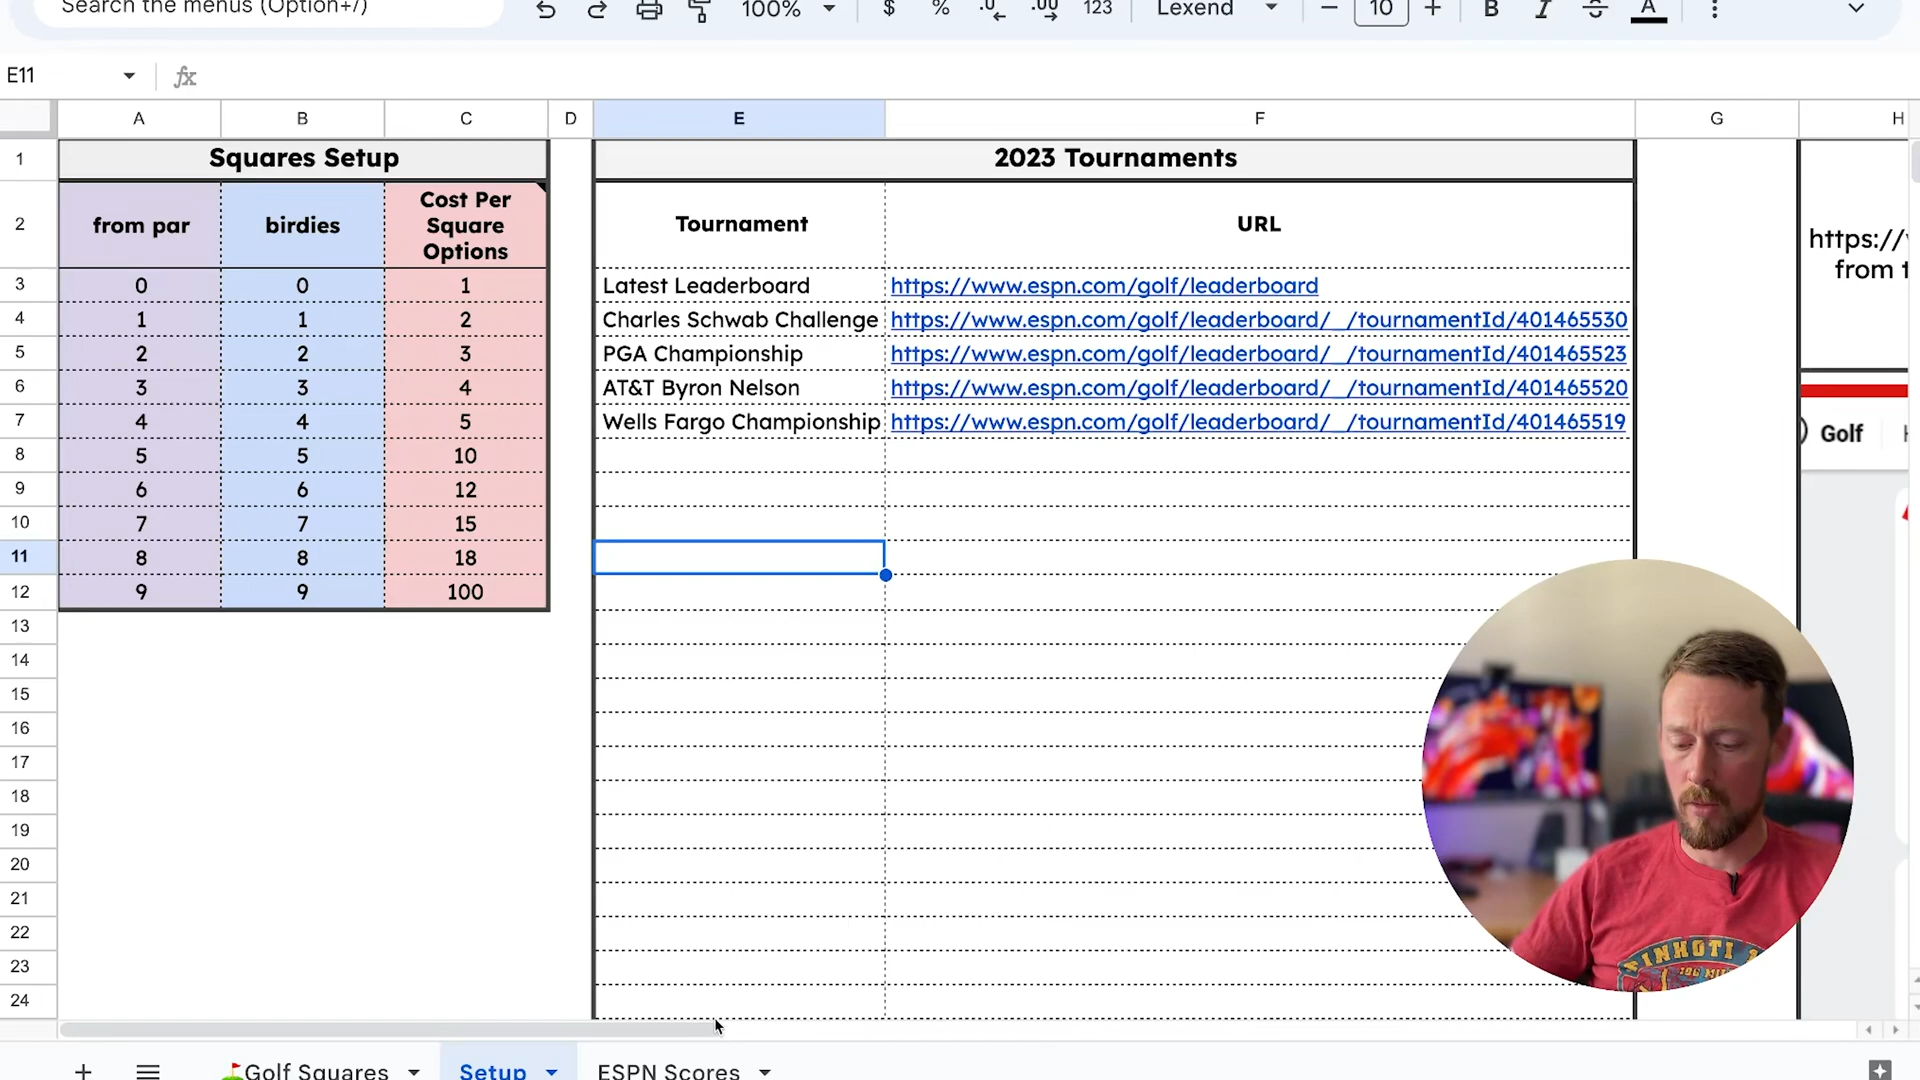 Search the menus (Option+/)
100%
$ % .0 .00 123
Lexend
10
B I S A
E11
fx
A B C D E F G H
1 Squares Setup 2023 Tournaments
2 from par birdies Cost Per Square Options Tournament URL
https://
from t
3 0 0 1 Latest Leaderboard https://www.espn.com/golf/leaderboard
4 1 1 2 Charles Schwab Challenge https://www.espn.com/golf/leaderboard/_/tournamentId/401465530
5 2 2 3 PGA Championship https://www.espn.com/golf/leaderboard/_/tournamentId/401465523
6 3 3 4 AT&T Byron Nelson https://www.espn.com/golf/leaderboard/_/tournamentId/401465520
7 4 4 5 Wells Fargo Championship https://www.espn.com/golf/leaderboard/_/tournamentId/401465519
Golf
8 5 5 10
9 6 6 12
10 7 7 15
11 8 8 18
12 9 9 100
13
14
15
16
17
18
19
20
21
22
23
24
Golf Squares
Setup
ESPN Scores